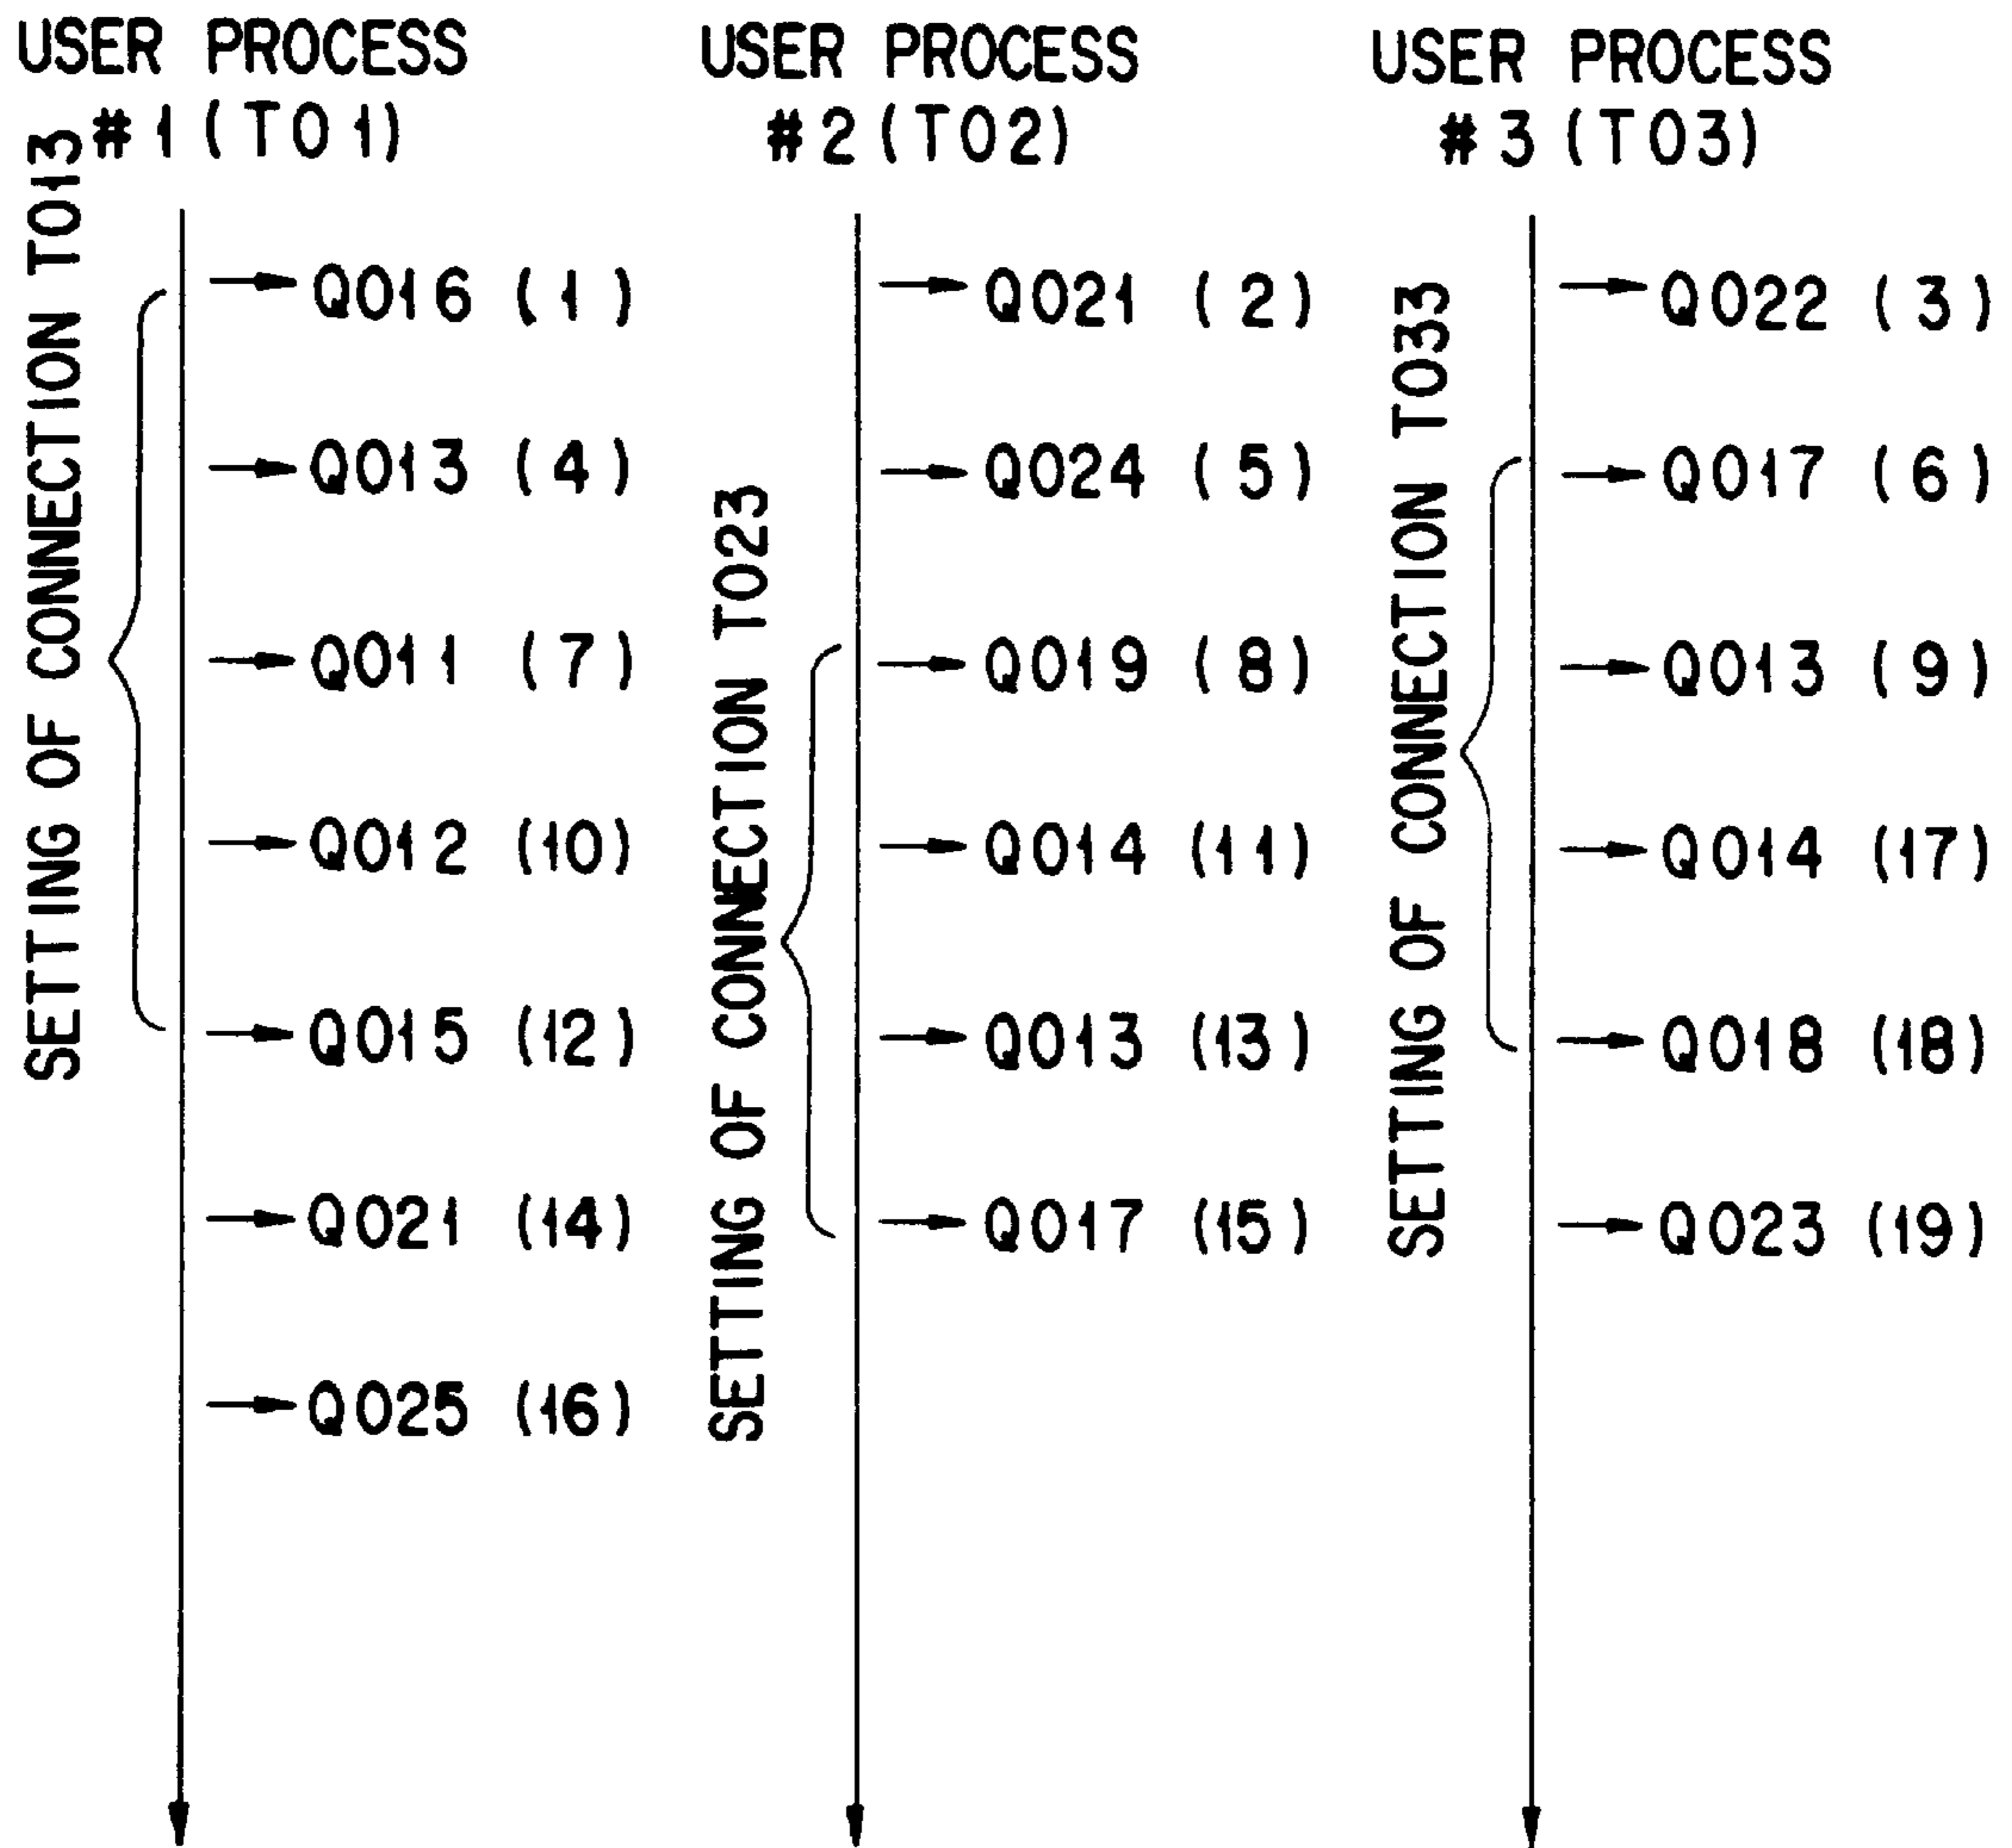 USER PROCESS
#1 (T01)
SETTING OF CONNECTION T013
Q016 (1)
Q013 (4)
Q011 (7)
Q012 (10)
Q015 (12)
Q021 (14)
Q025 (16)
USER PROCESS
#2 (T02)
SETTING OF CONNECTION T023
Q021 (2)
Q024 (5)
Q019 (8)
Q014 (11)
Q013 (13)
Q017 (15)
USER PROCESS
#3 (T03)
SETTING OF CONNECTION T033
Q022 (3)
Q017 (6)
Q013 (9)
Q014 (17)
Q018 (18)
Q023 (19)